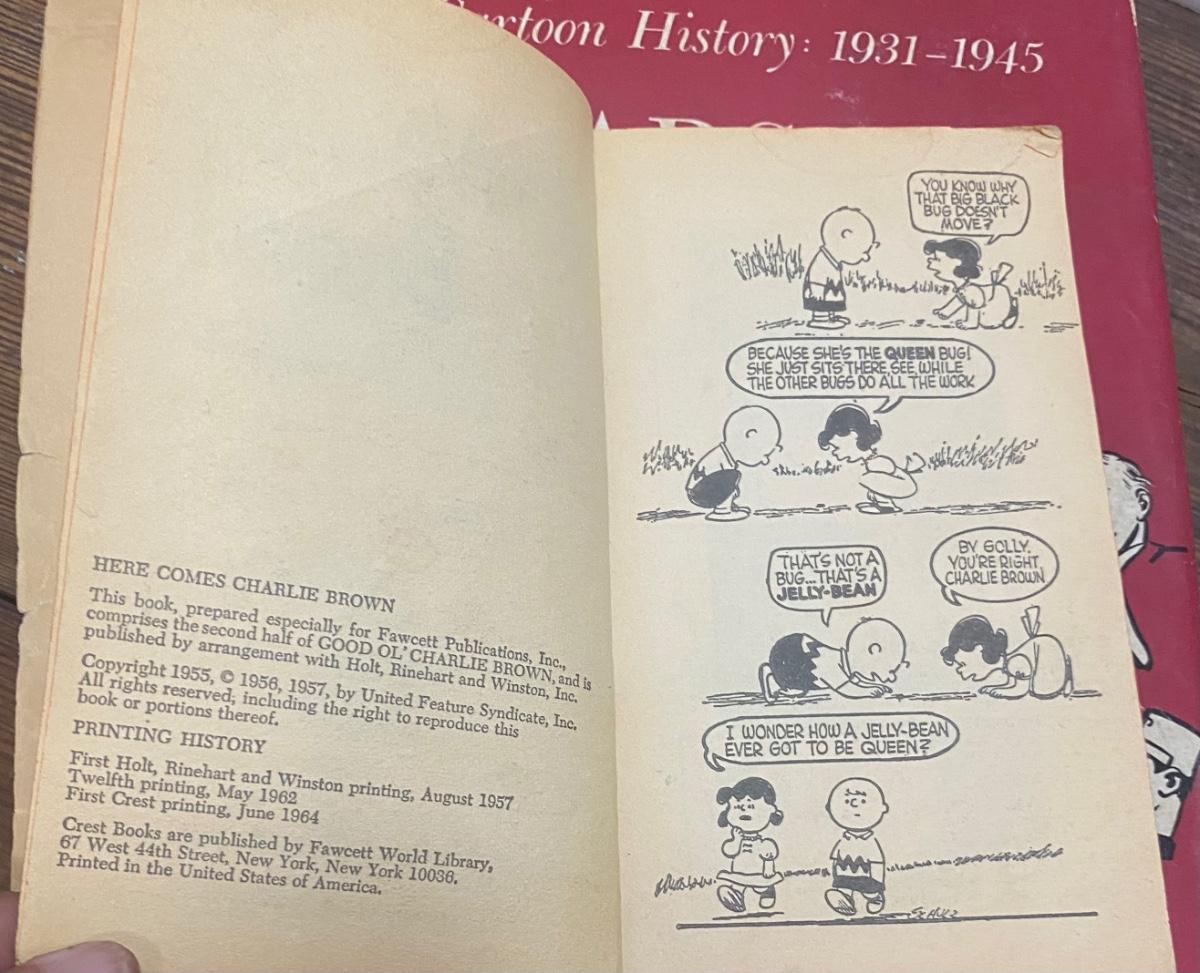 artoon History: 1931-1945
HERE COMES CHARLIE BROWN
This book, prepared especially for Fawcett Publications, Inc.,
comprises the second half of GOOD OL' CHARLIE BROWN, and is
published by arrangement with Holt, Rinehart and Winston, Inc.
Copyright 1955, © 1956, 1957, by United Feature Syndicate, Inc.
All rights reserved, including the right to reproduce this
book or portions thereof.
PRINTING HISTORY
First Holt, Rinehart and Winston printing, August 1957
Twelfth printing, May 1962
First Crest printing, June 1964
Crest Books are published by Fawcett World Library,
67 West 44th Street, New York, New York 10036.
Printed in the United States of America.
YOU KNOW WHY
THAT BIG BLACK
BUG DOESN'T
MOVE?
BECAUSE SHE'S THE QUEEN BUG!
SHE JUST SITS THERE, SEE, WHILE
THE OTHER BUGS DO ALL THE WORK
THAT'S NOT A
BUG...THAT'S A
JELLY-BEAN
BY GOLLY,
YOU'RE RIGHT,
CHARLIE BROWN
I WONDER HOW A JELLY-BEAN
EVER GOT TO BE QUEEN?
SCHULZ